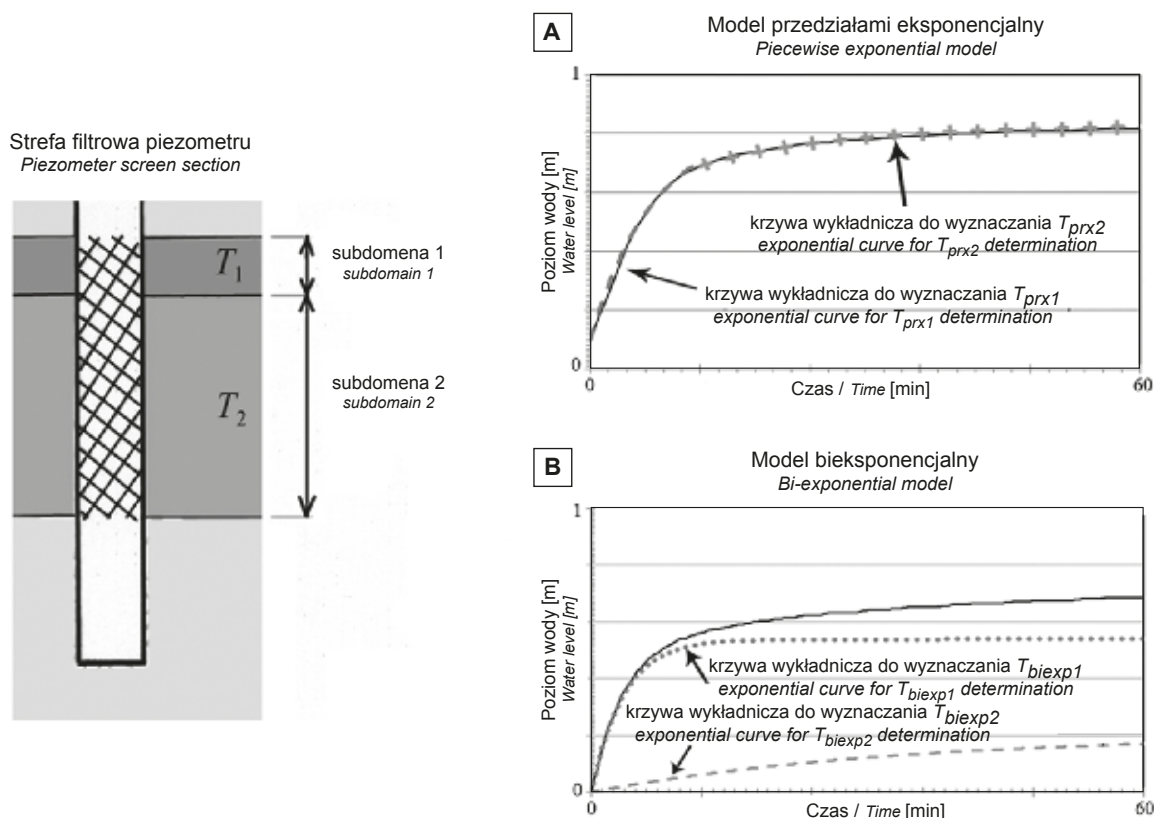 Strefa filtrowa piezometru
Piezometer screen section
T1
T2
subdomena 1
subdomain 1
subdomena 2
subdomain 2
A
Model przedziałami eksponencjalny
Piecewise exponential model
Poziom wody [m]
Water level [m]
1
0
0
60
krzywa wykładnicza do wyznaczania Tprx2
exponential curve for Tprx2 determination
krzywa wykładnicza do wyznaczania Tprx1
exponential curve for Tprx1 determination
Czas / Time [min]
B
Model bieksponencjalny
Bi-exponential model
Poziom wody [m]
Water level [m]
1
0
0
60
krzywa wykładnicza do wyznaczania Tbiexp1
exponential curve for Tbiexp1 determination
krzywa wykładnicza do wyznaczania Tbiexp2
exponential curve for Tbiexp2 determination
Czas / Time [min]